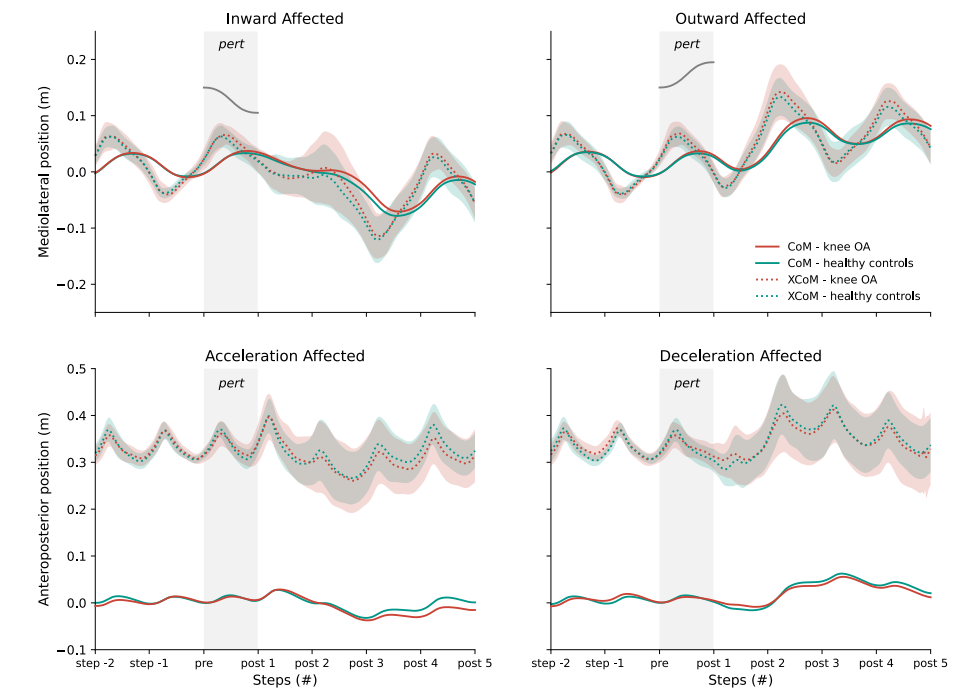 Inward Affected
Outward Affected
pert
pert
Mediolateral position (m)
0.2
0.1
0.0
−0.1
−0.2
CoM - knee OA
CoM - healthy controls
XCoM - knee OA
XCoM - healthy controls
Acceleration Affected
Deceleration Affected
pert
pert
Anteroposterior position (m)
0.5
0.4
0.3
0.2
0.1
0.0
−0.1
step -2 step -1 pre post 1 post 2 post 3 post 4 post 5
step -2 step -1 pre post 1 post 2 post 3 post 4 post 5
Steps (#)
Steps (#)